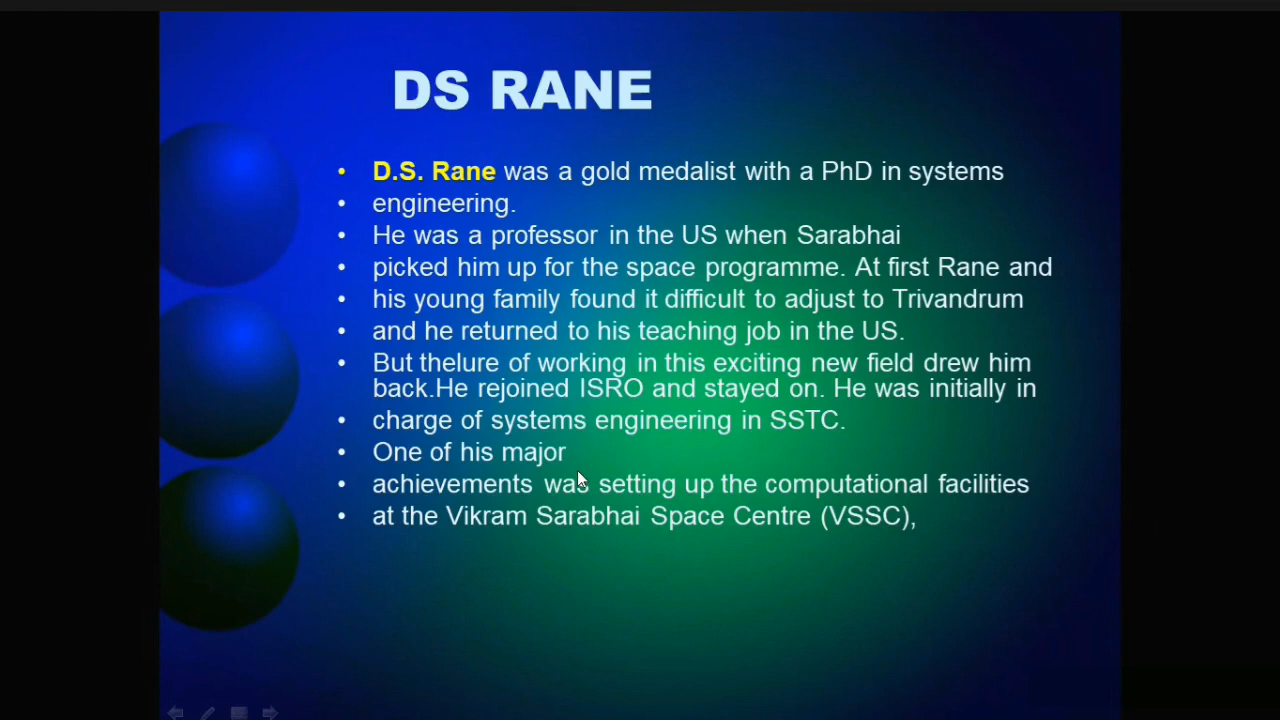 DS RANE
• D.S. Rane was a gold medalist with a PhD in systems
• engineering.
• He was a professor in the US when Sarabhai
• picked him up for the space programme. At first Rane and
• his young family found it difficult to adjust to Trivandrum
• and he returned to his teaching job in the US.
• But thelure of working in this exciting new field drew him
back.He rejoined ISRO and stayed on. He was initially in
• charge of systems engineering in SSTC.
• One of his major
• achievements was setting up the computational facilities
• at the Vikram Sarabhai Space Centre (VSSC),